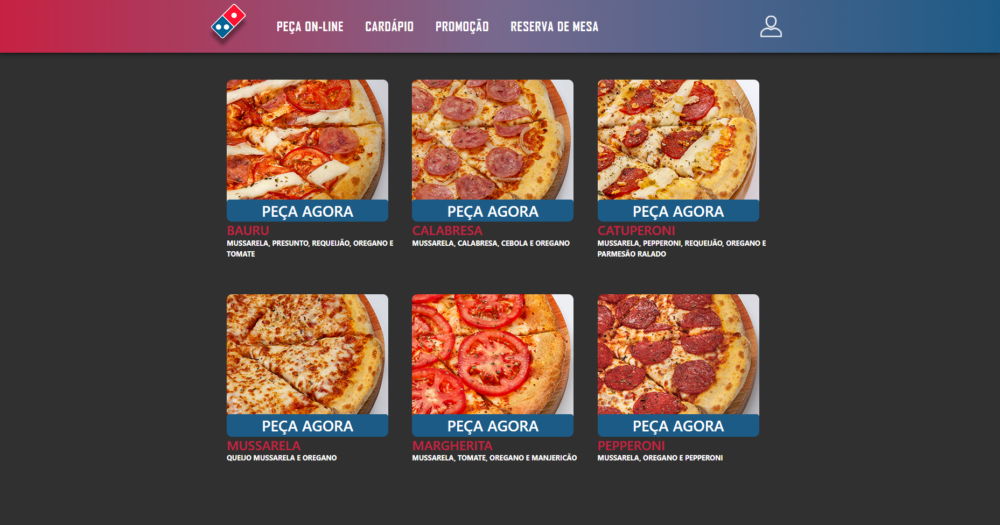 PEÇA ON-LINE CARDÁPIO PROMOÇÃO RESERVA DE MESA
PEÇA AGORA
BAURU
MUSSARELA, PRESUNTO, REQUEIJÃO, OREGANO E
TOMATE
PEÇA AGORA
CALABRESA
MUSSARELA, CALABRESA, CEBOLA E OREGANO
PEÇA AGORA
CATUPERONI
MUSSARELA, PEPPERONI, REQUEIJÃO, OREGANO E
PARMESÃO RALADO
PEÇA AGORA
MUSSARELA
QUEIJO MUSSARELA E OREGANO
PEÇA AGORA
MARGHERITA
MUSSARELA, TOMATE, OREGANO E MANJERICÃO
PEÇA AGORA
PEPPERONI
MUSSARELA, OREGANO E PEPPERONI